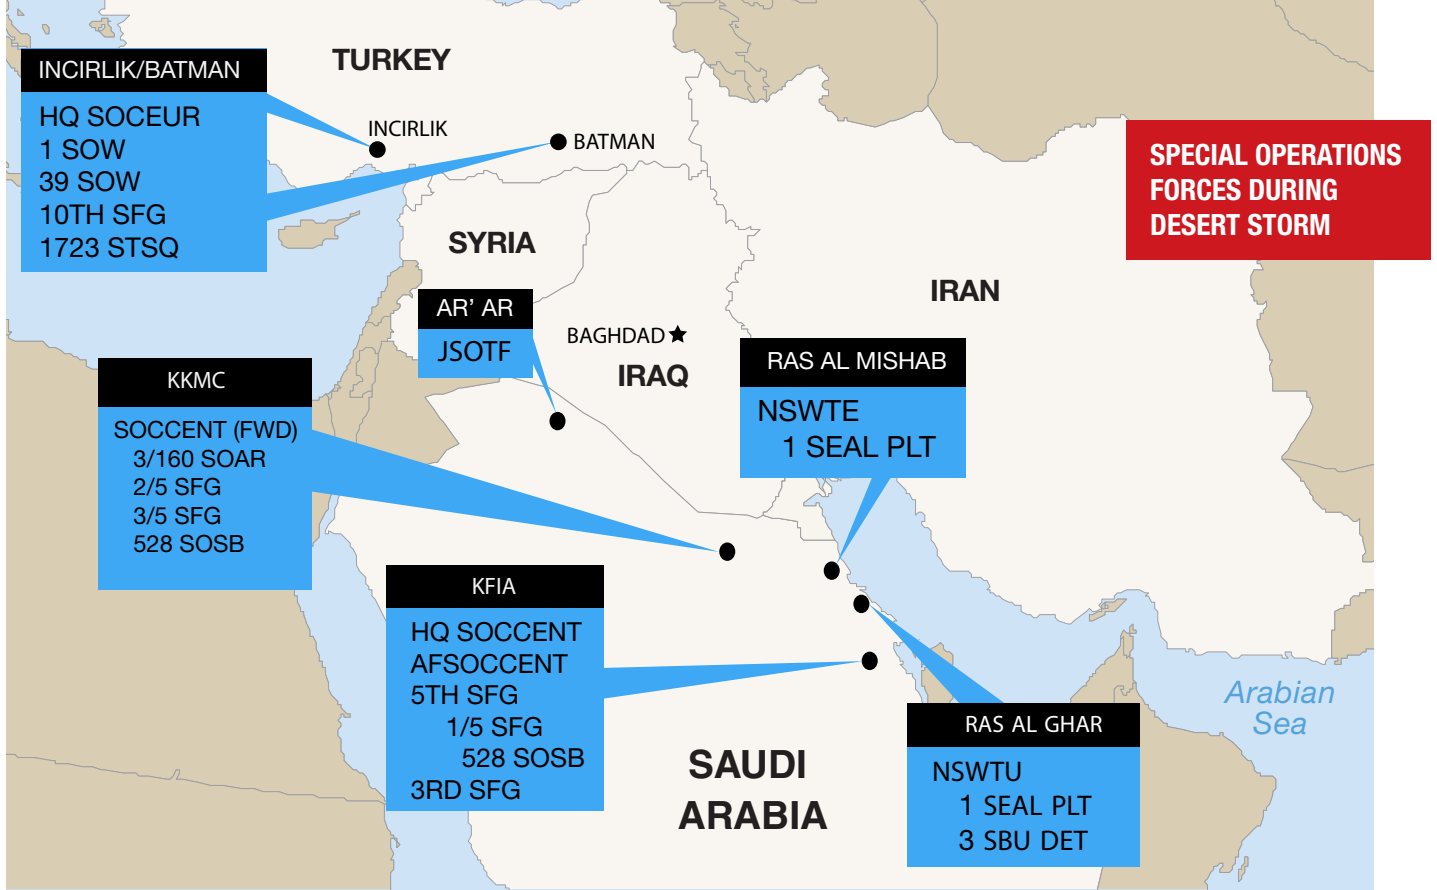 TURKEY
INCIRLIK/BATMAN
HQ SOCEUR
1 SOW
39 SOW
10TH SFG
1723 STSQ
INCIRLIK
BATMAN
SPECIAL OPERATIONS
FORCES DURING
DESERT STORM
SYRIA
IRAN
AR’ AR
JSOTF
BAGHDAD
IRAQ
RAS AL MISHAB
NSWTE
1 SEAL PLT
KKMC
SOCCENT (FWD)
3/160 SOAR
2/5 SFG
3/5 SFG
528 SOSB
KFIA
HQ SOCCENT
AFSOCCENT
5TH SFG
1/5 SFG
528 SOSB
3RD SFG
SAUDI
ARABIA
RAS AL GHAR
NSWTU
1 SEAL PLT
3 SBU DET
Arabian
Sea